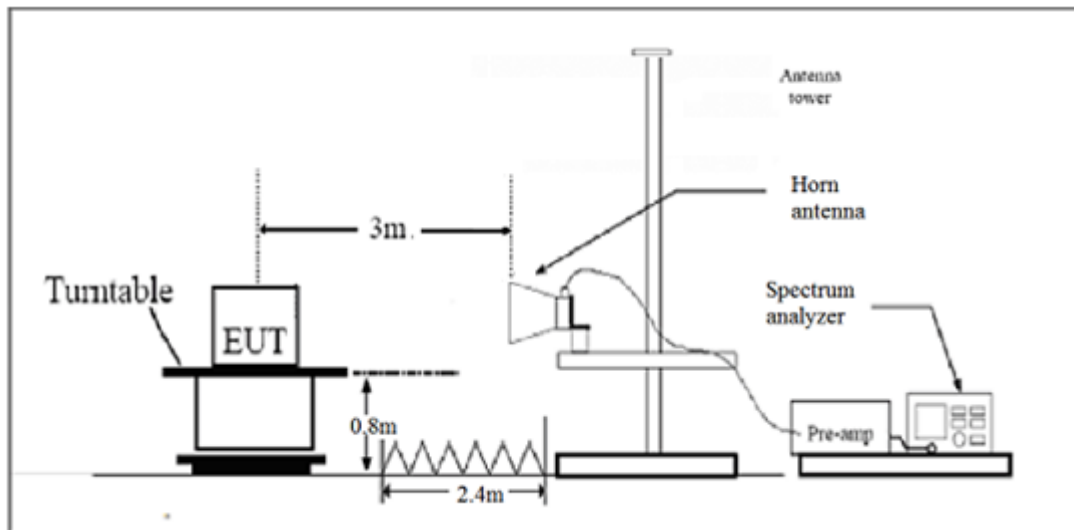 Antenna
tower
Horn
antenna
3m.
Turntable
EUT
Spectrum
analyzer
0.8m
Pre-amp
2.4m